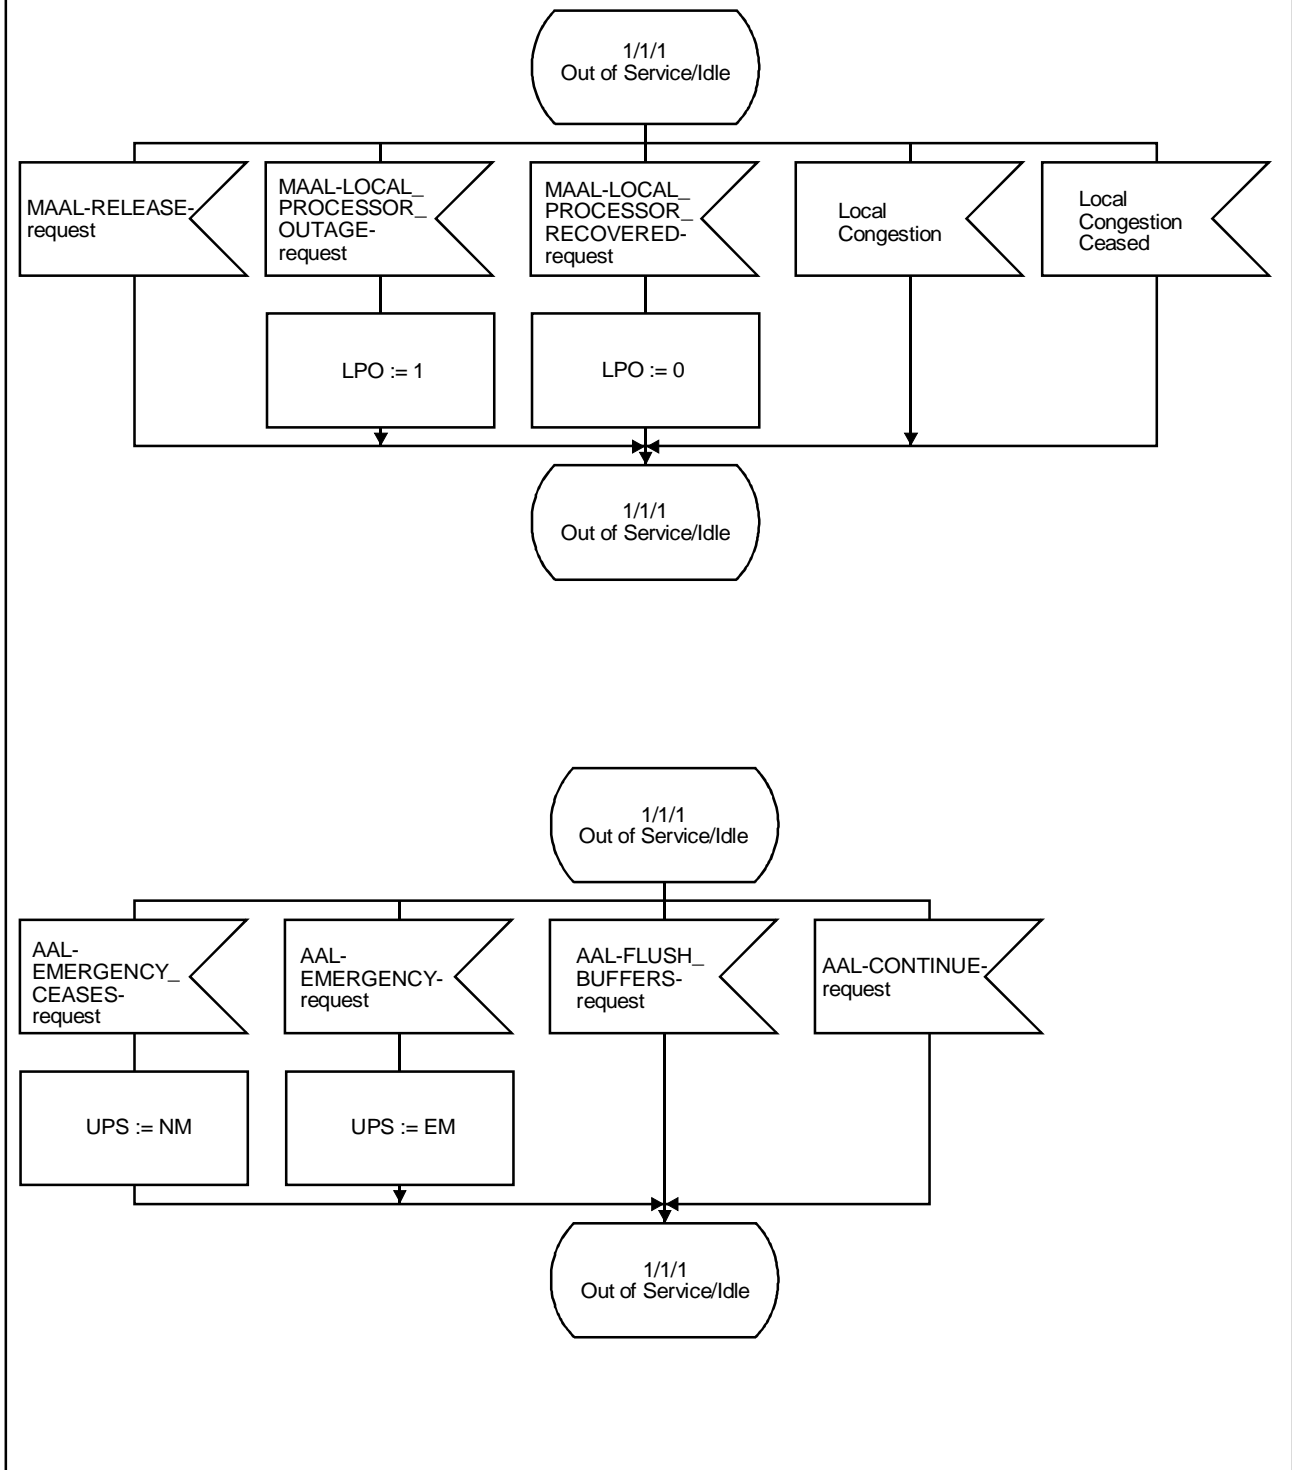 1/1/1
Out of Service/Idle
MAAL-RELEASE-
request
MAAL-LOCAL_
PROCESSOR_
OUTAGE-
request
MAAL-LOCAL_
PROCESSOR_
RECOVERED-
request
Local
Congestion
Local
Congestion
Ceased
LPO := 1
LPO := 0
1/1/1
Out of Service/Idle
1/1/1
Out of Service/Idle
AAL-
EMERGENCY_
CEASES-
request
AAL-
EMERGENCY-
request
AAL-FLUSH_
BUFFERS-
request
AAL-CONTINUE-
request
UPS := NM
UPS := EM
1/1/1
Out of Service/Idle